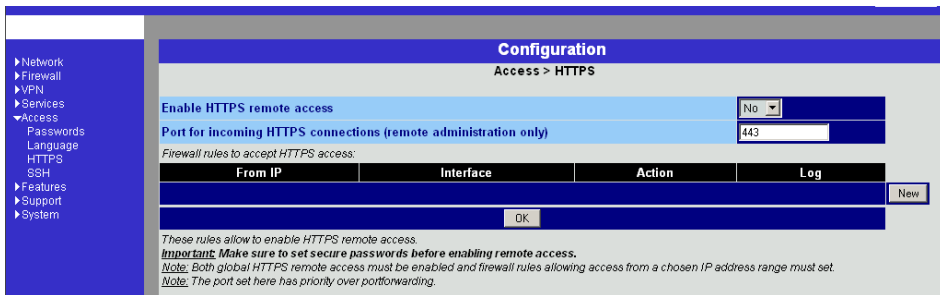 Configuration
Access > HTTPS
Network
Firewall
VPN
Services
Access
Passwords
Language
HTTPS
SSH
Features
Support
System
Enable HTTPS remote access No
Port for incoming HTTPS connections (remote administration only) 443
Firewall rules to accept HTTPS access:
From IP Interface Action Log
New
OK
These rules allow to enable HTTPS remote access.
Important: Make sure to set secure passwords before enabling remote access.
Note: Both global HTTPS remote access must be enabled and firewall rules allowing access from a chosen IP address range must set.
Note: The port set here has priority over portforwarding.